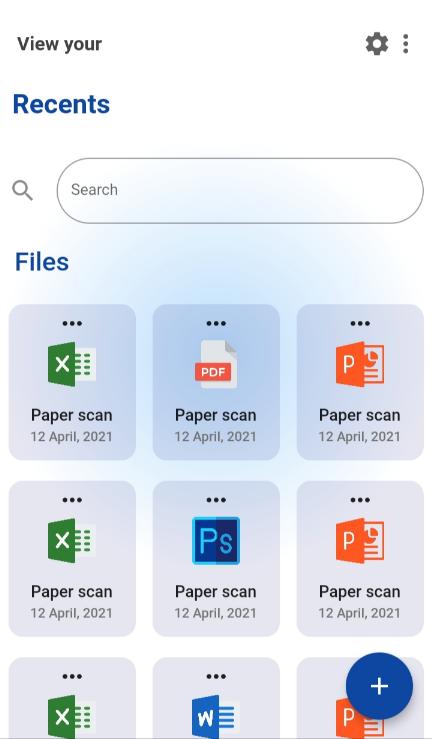 View your
Recents
Search
Files
Paper scan
12 April, 2021
PDF
Paper scan
12 April, 2021
P
Paper scan
12 April, 2021
X
Paper scan
12 April, 2021
Ps
Paper scan
12 April, 2021
P
Paper scan
12 April, 2021
X
W
P
+